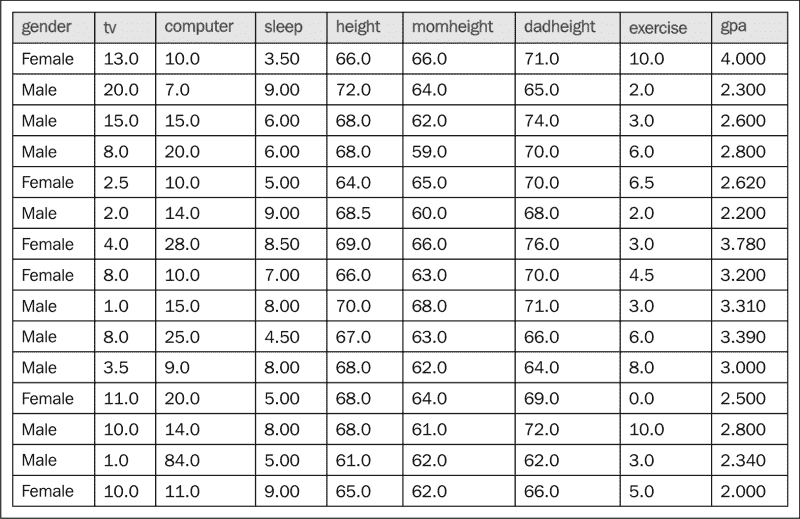 gender tv computer sleep height momheight dadheight exercise gpa
Female 13.0 10.0 3.50 66.0 66.0 71.0 10.0 4.000
Male 20.0 7.0 9.00 72.0 64.0 65.0 2.0 2.300
Male 15.0 15.0 6.00 68.0 62.0 74.0 3.0 2.600
Male 8.0 20.0 6.00 68.0 59.0 70.0 6.0 2.800
Female 2.5 10.0 5.00 64.0 65.0 70.0 6.5 2.620
Male 2.0 14.0 9.00 68.5 60.0 68.0 2.0 2.200
Female 4.0 28.0 8.50 69.0 66.0 76.0 3.0 3.780
Female 8.0 10.0 7.00 66.0 63.0 70.0 4.5 3.200
Male 1.0 15.0 8.00 70.0 68.0 71.0 3.0 3.310
Male 8.0 25.0 4.50 67.0 63.0 66.0 6.0 3.390
Male 3.5 9.0 8.00 68.0 62.0 64.0 8.0 3.000
Female 11.0 20.0 5.00 68.0 64.0 69.0 0.0 2.500
Male 10.0 14.0 8.00 68.0 61.0 72.0 10.0 2.800
Male 1.0 84.0 5.00 61.0 62.0 62.0 3.0 2.340
Female 10.0 11.0 9.00 65.0 62.0 66.0 5.0 2.000